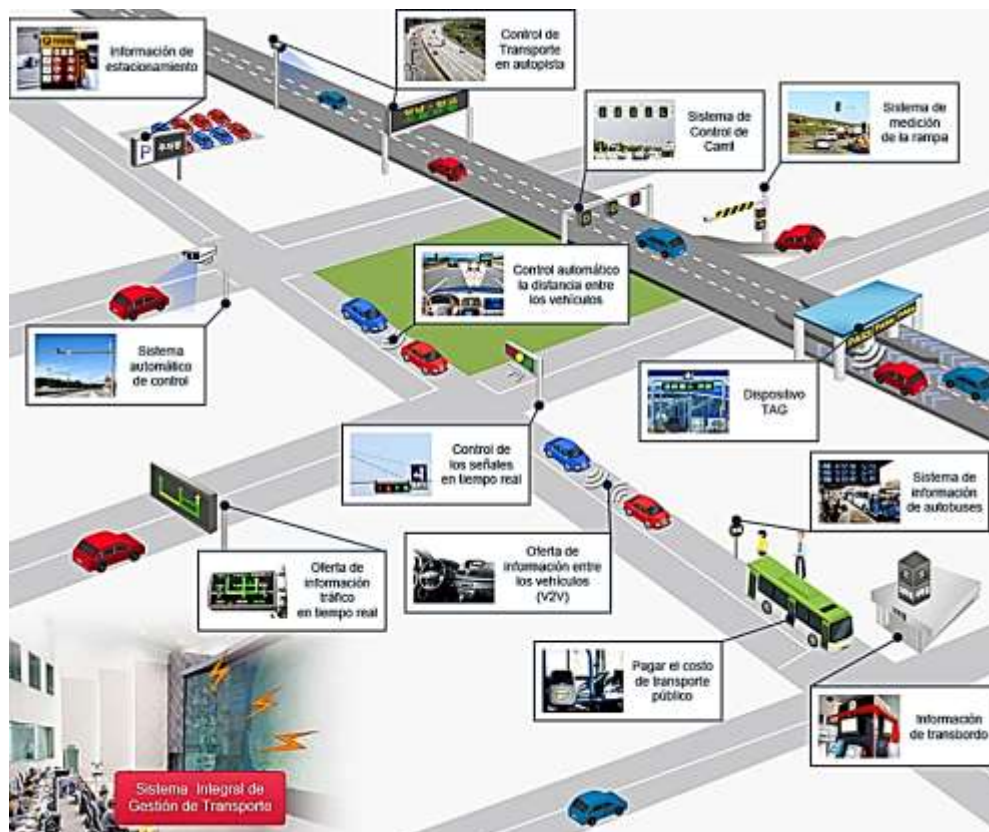 Información de
estacionamiento
Control de
Transporte
en autopista
Sistema de
Control de
Carril
Sistema de
medición
de la rampa
P
Control automático
la distancia entre
los vehículos
Sistema
automático
de control
PASS PASS PASS
Dispositivo
TAG
Control de
los señales
en tiempo real
Sistema de
información
de autobuses
Oferta de
información
tráfico
en tiempo real
Oferta de
información entre
los vehículos
(V2V)
Pagar el costo
de transporte
público
Información
de transbordo
Sistema Integral de
Gestión de Transporte